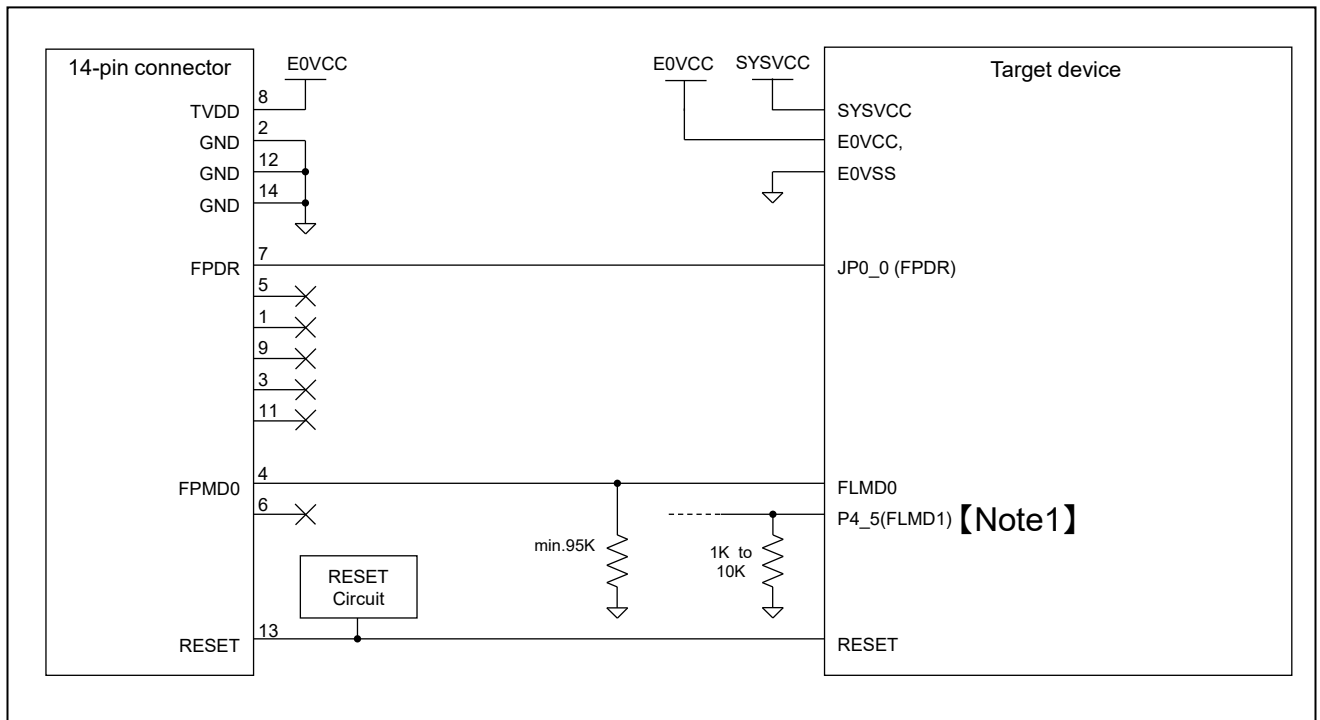 14-pin connector
E0VCC
E0VCC
SYSVCC
Target device
TVDD
8
SYSVCC
GND
2
E0VCC,
GND
12
E0VSS
GND
14
FPDR
7
JP0_0 (FPDR)
5
1
9
3
11
FPMD0
4
FLMD0
6
P4_5(FLMD1)【Note1】
min.95K
1K to
10K
RESET
Circuit
RESET
13
RESET